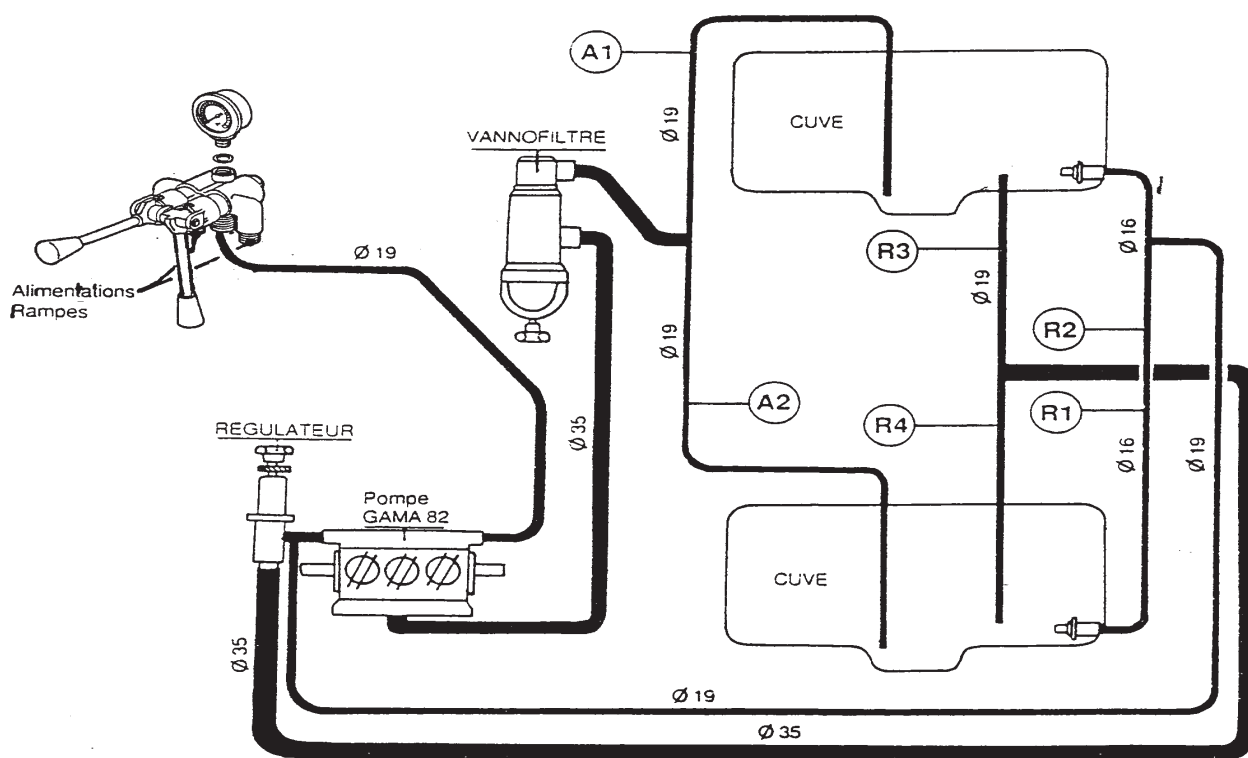 A1
Ø 19
CUVE
VANNOFILTRE
R3
Ø 16
Ø 19
Ø 19
Alimentations
Rampes
Ø 19
R2
A2
R1
R4
REGULATEUR
Ø 35
Ø 16
Ø 19
Pompe
GAMA 82
CUVE
Ø 35
Ø 19
Ø 35